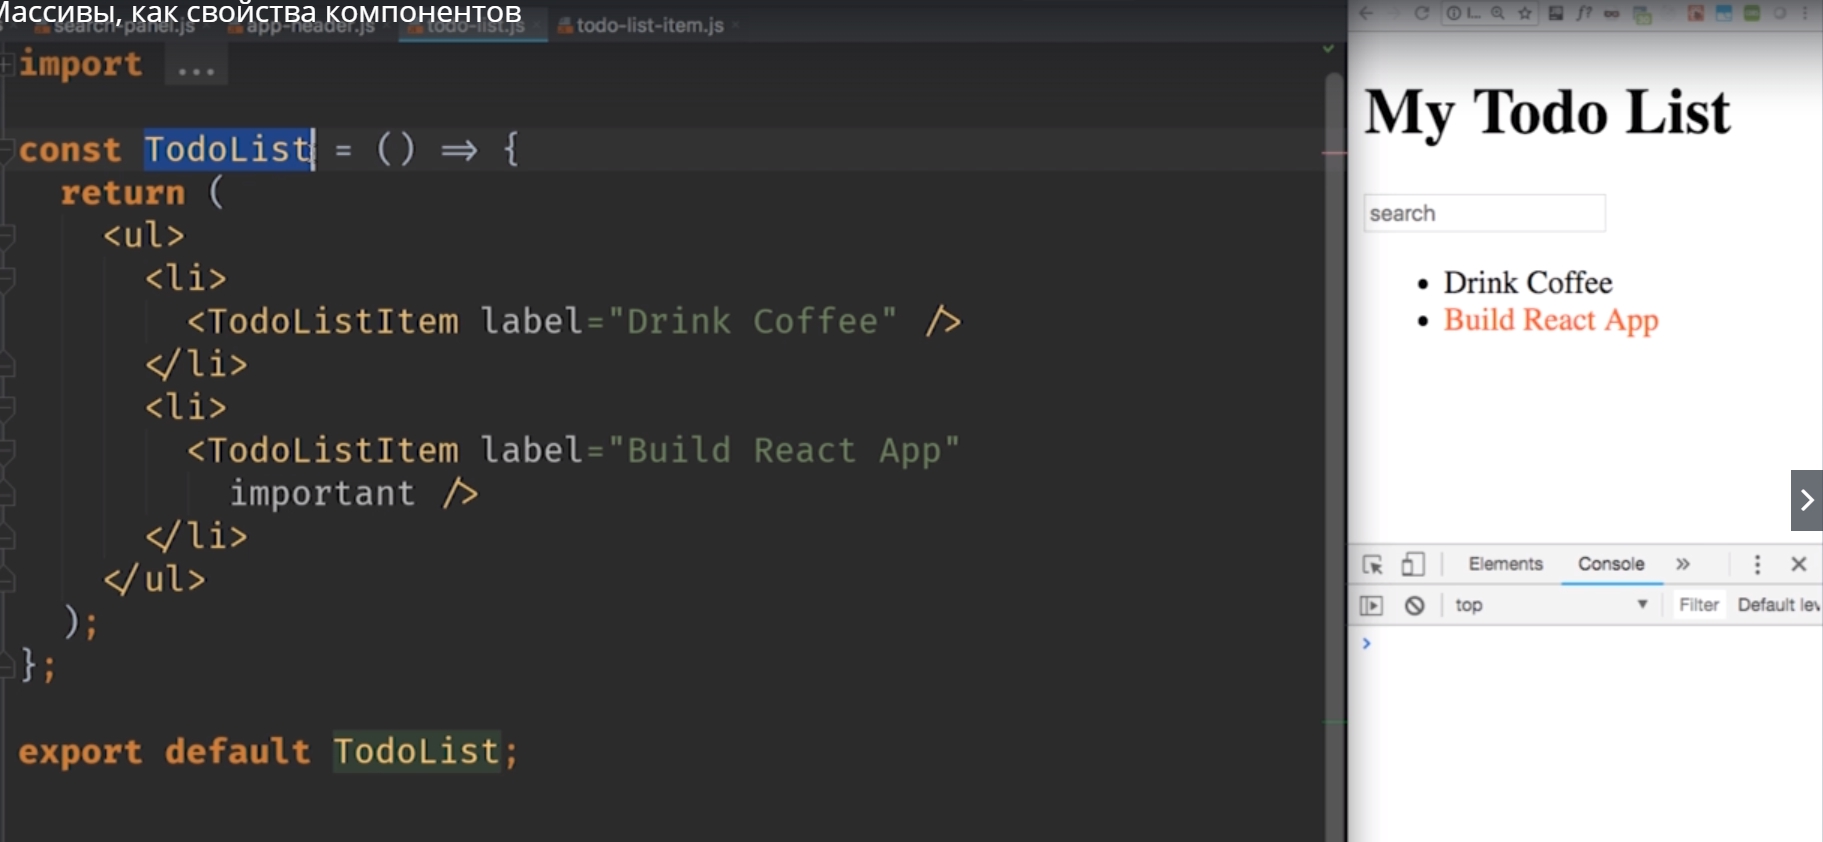 Массивы, как свойства компонентов
search-panel.js app-header.js todo-list.js todo-list-item.js
import ...
const TodoList = () ⇒ {
return (
<ul>
<li>
<TodoListItem label="Drink Coffee" />
</li>
<li>
<TodoListItem label="Build React App"
important />
</li>
</ul>
);
};
export default TodoList;
My Todo List
search
Drink Coffee
Build React App
Elements Console »
top Filter Default lev